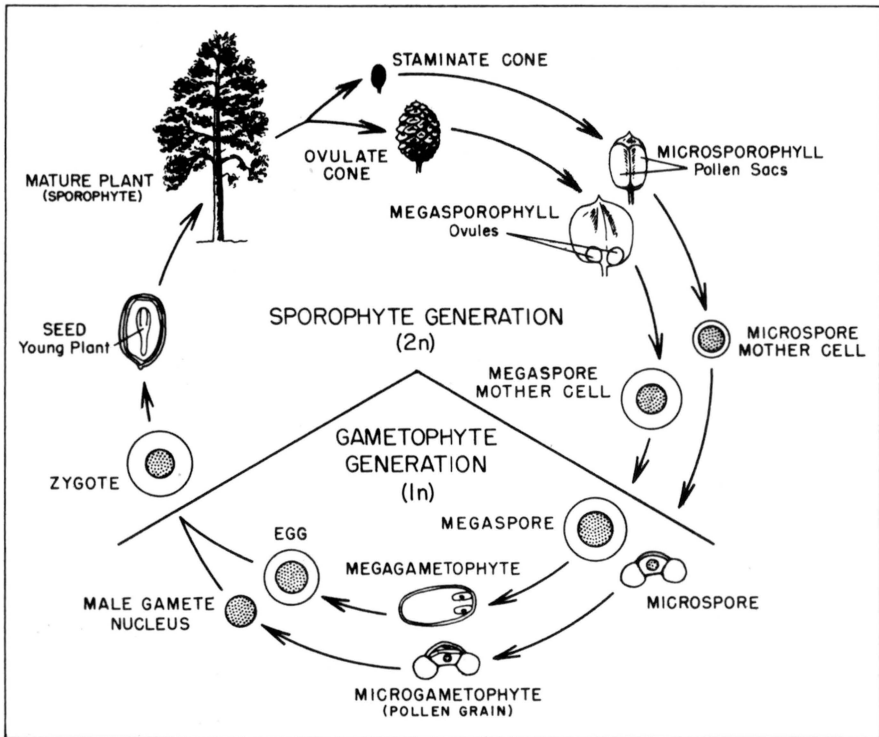 STAMINATE CONE
OVULATE
CONE
MICROSPOROPHYLL
Pollen Sacs
MATURE PLANT
(SPOROPHYTE)
MEGASPOROPHYLL
Ovules
SEED
Young Plant
SPOROPHYTE GENERATION
(2n)
MICROSPORE
MOTHER CELL
MEGASPORE
MOTHER CELL
GAMETOPHYTE
GENERATION
(1n)
ZYGOTE
MEGASPORE
EGG
MEGAGAMETOPHYTE
MICROSPORE
MALE GAMETE
NUCLEUS
MICROGAMETOPHYTE
(POLLEN GRAIN)